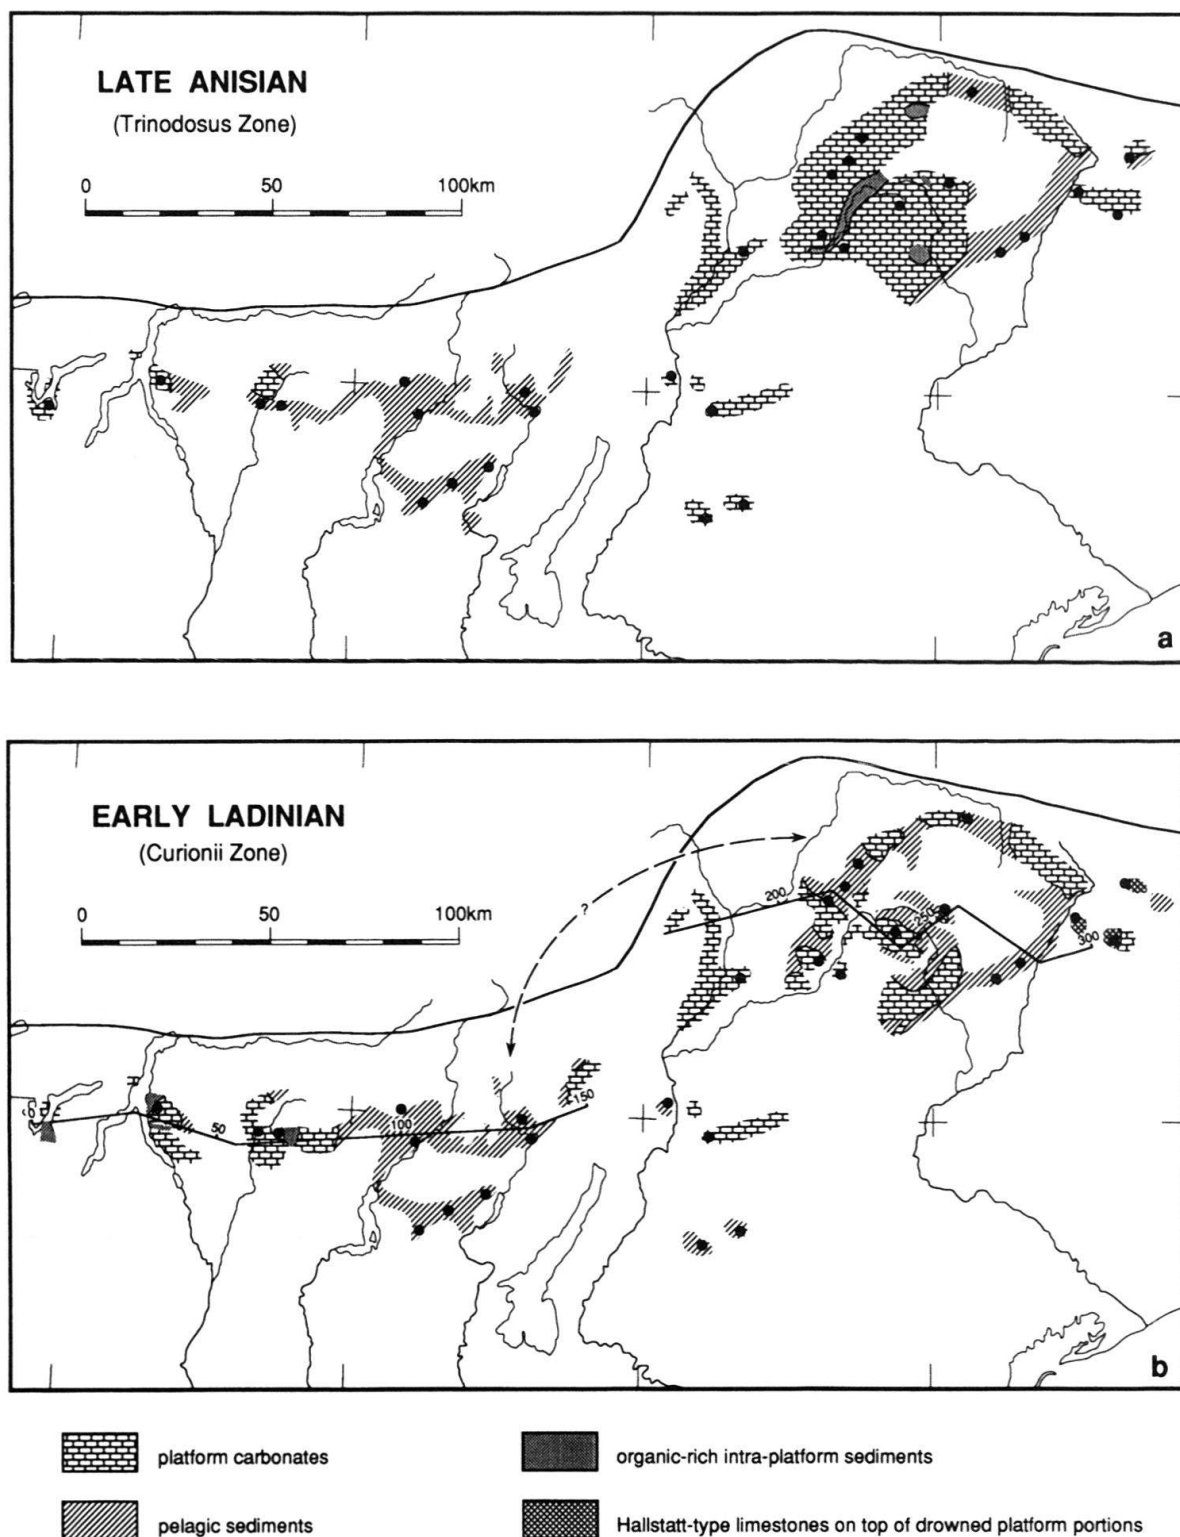 LATE ANISIAN
(Trinodosus Zone)
0 50 100km
a
EARLY LADINIAN
(Curionii Zone)
0 50 100km
?
200
250
300
150
100
50
b
platform carbonates
organic-rich intra-platform sediments
pelagic sediments
Hallstatt-type limestones on top of drowned platform portions